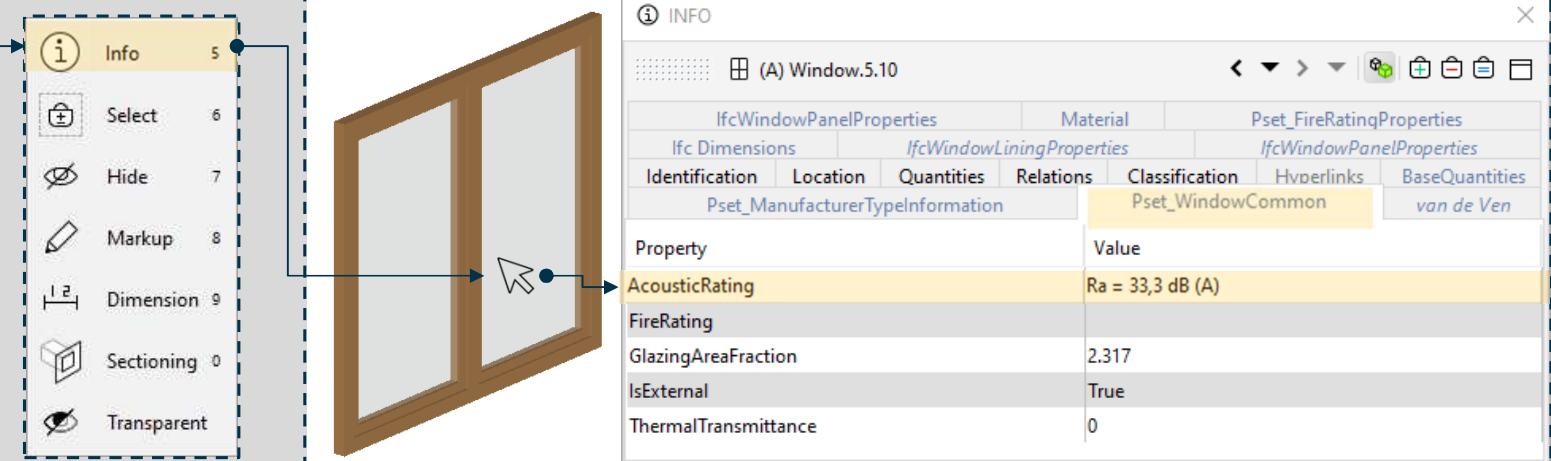 Info 5
Select 6
Hide 7
Markup 8
1 2
Dimension 9
Sectioning 0
Transparent
INFO
(A) Window.5.10
IfcWindowPanelProperties Material Pset_FireRatingProperties
Ifc Dimensions IfcWindowLiningProperties IfcWindowPanelProperties
Identification Location Quantities Relations Classification Hyperlinks BaseQuantities
Pset_ManufacturerTypeInformation Pset_WindowCommon van de Ven
Property Value
AcousticRating Ra = 33,3 dB (A)
FireRating
GlazingAreaFraction 2.317
IsExternal True
ThermalTransmittance 0